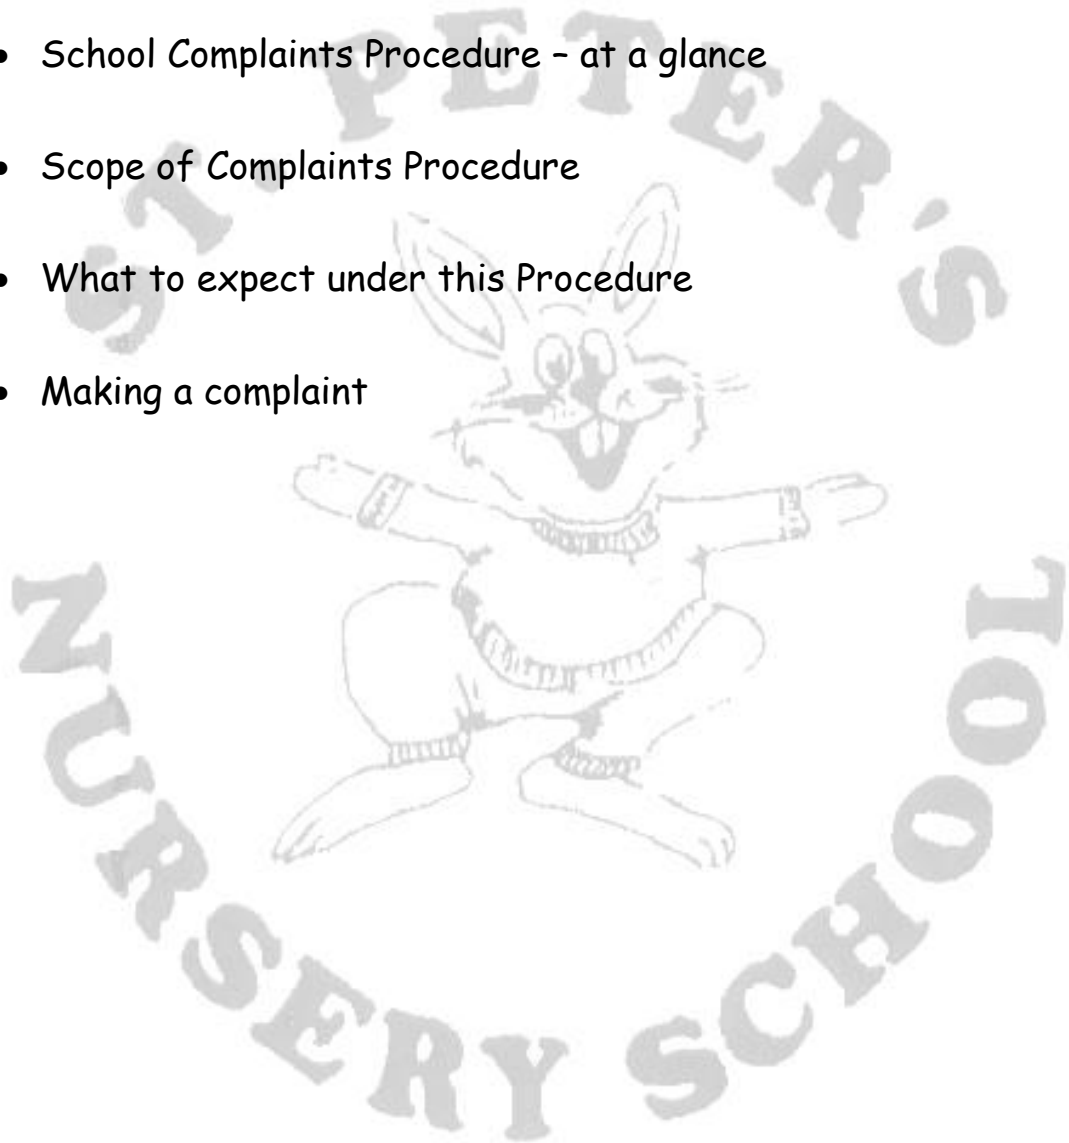 • School Complaints Procedure – at a glance
• Scope of Complaints Procedure
• What to expect under this Procedure
• Making a complaint
ST. PETER'S
NURSERY SCHOOL